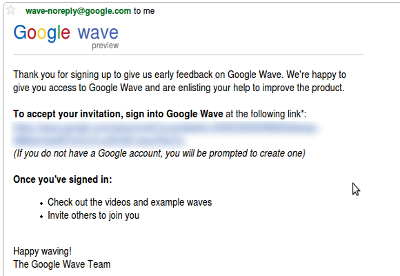 wave-noreply@google.com to me
Google wave
preview
Thank you for signing up to give us early feedback on Google Wave. We're happy to
give you access to Google Wave and are enlisting your help to improve the product.
To accept your invitation, sign into Google Wave at the following link*:
(If you do not have a Google account, you will be prompted to create one)
Once you've signed in:
• Check out the videos and example waves
• Invite others to join you
Happy waving!
The Google Wave Team